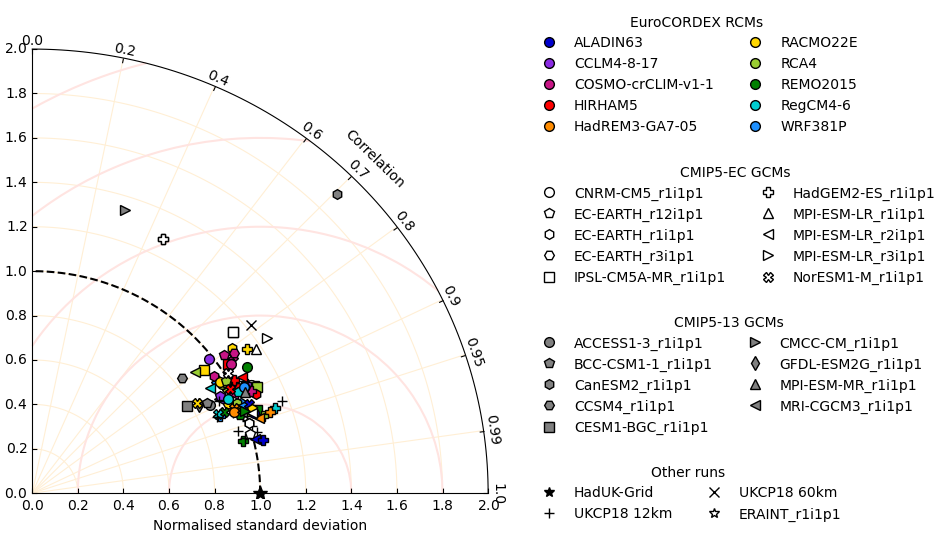 EuroCORDEX RCMs
ALADIN63 RACMO22E
CCLM4-8-17 RCA4
COSMO-crCLIM-v1-1 REMO2015
HIRHAM5 RegCM4-6
HadREM3-GA7-05 WRF381P
CMIP5-EC GCMs
CNRM-CM5_r1i1p1 HadGEM2-ES_r1i1p1
EC-EARTH_r12i1p1 MPI-ESM-LR_r1i1p1
EC-EARTH_r1i1p1 MPI-ESM-LR_r2i1p1
EC-EARTH_r3i1p1 MPI-ESM-LR_r3i1p1
IPSL-CM5A-MR_r1i1p1 NorESM1-M_r1i1p1
CMIP5-13 GCMs
ACCESS1-3_r1i1p1 CMCC-CM_r1i1p1
BCC-CSM1-1_r1i1p1 GFDL-ESM2G_r1i1p1
CanESM2_r1i1p1 MPI-ESM-MR_r1i1p1
CCSM4_r1i1p1 MRI-CGCM3_r1i1p1
CESM1-BGC_r1i1p1
Other runs
HadUK-Grid UKCP18 60km
UKCP18 12km ERAINT_r1i1p1
2.0
1.8
1.6
1.4
1.2
1.0
0.8
0.6
0.4
0.2
0.0
0.0 0.2 0.4 0.6 0.8 1.0 1.2 1.4 1.6 1.8 2.0
Normalised standard deviation
0.0
0.2
0.4
0.6
Correlation
0.7
0.8
0.9
0.95
0.99
1.0